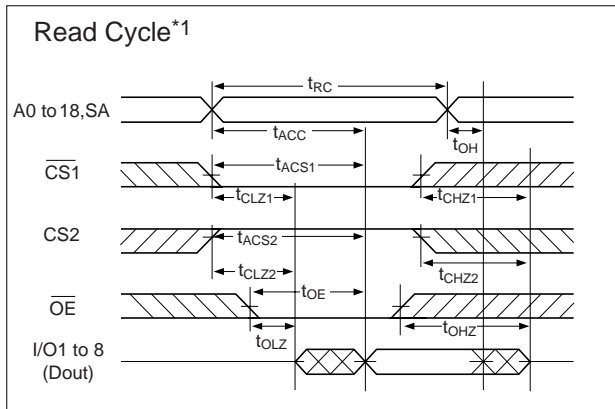 Read Cycle*1
tRC
A0 to 18,SA
tACC
tOH
CS1
tACS1
tCLZ1
tCHZ1
CS2
tACS2
tCLZ2
tCHZ2
tOE
OE
tOLZ
tOHZ
I/O1 to 8
(Dout)